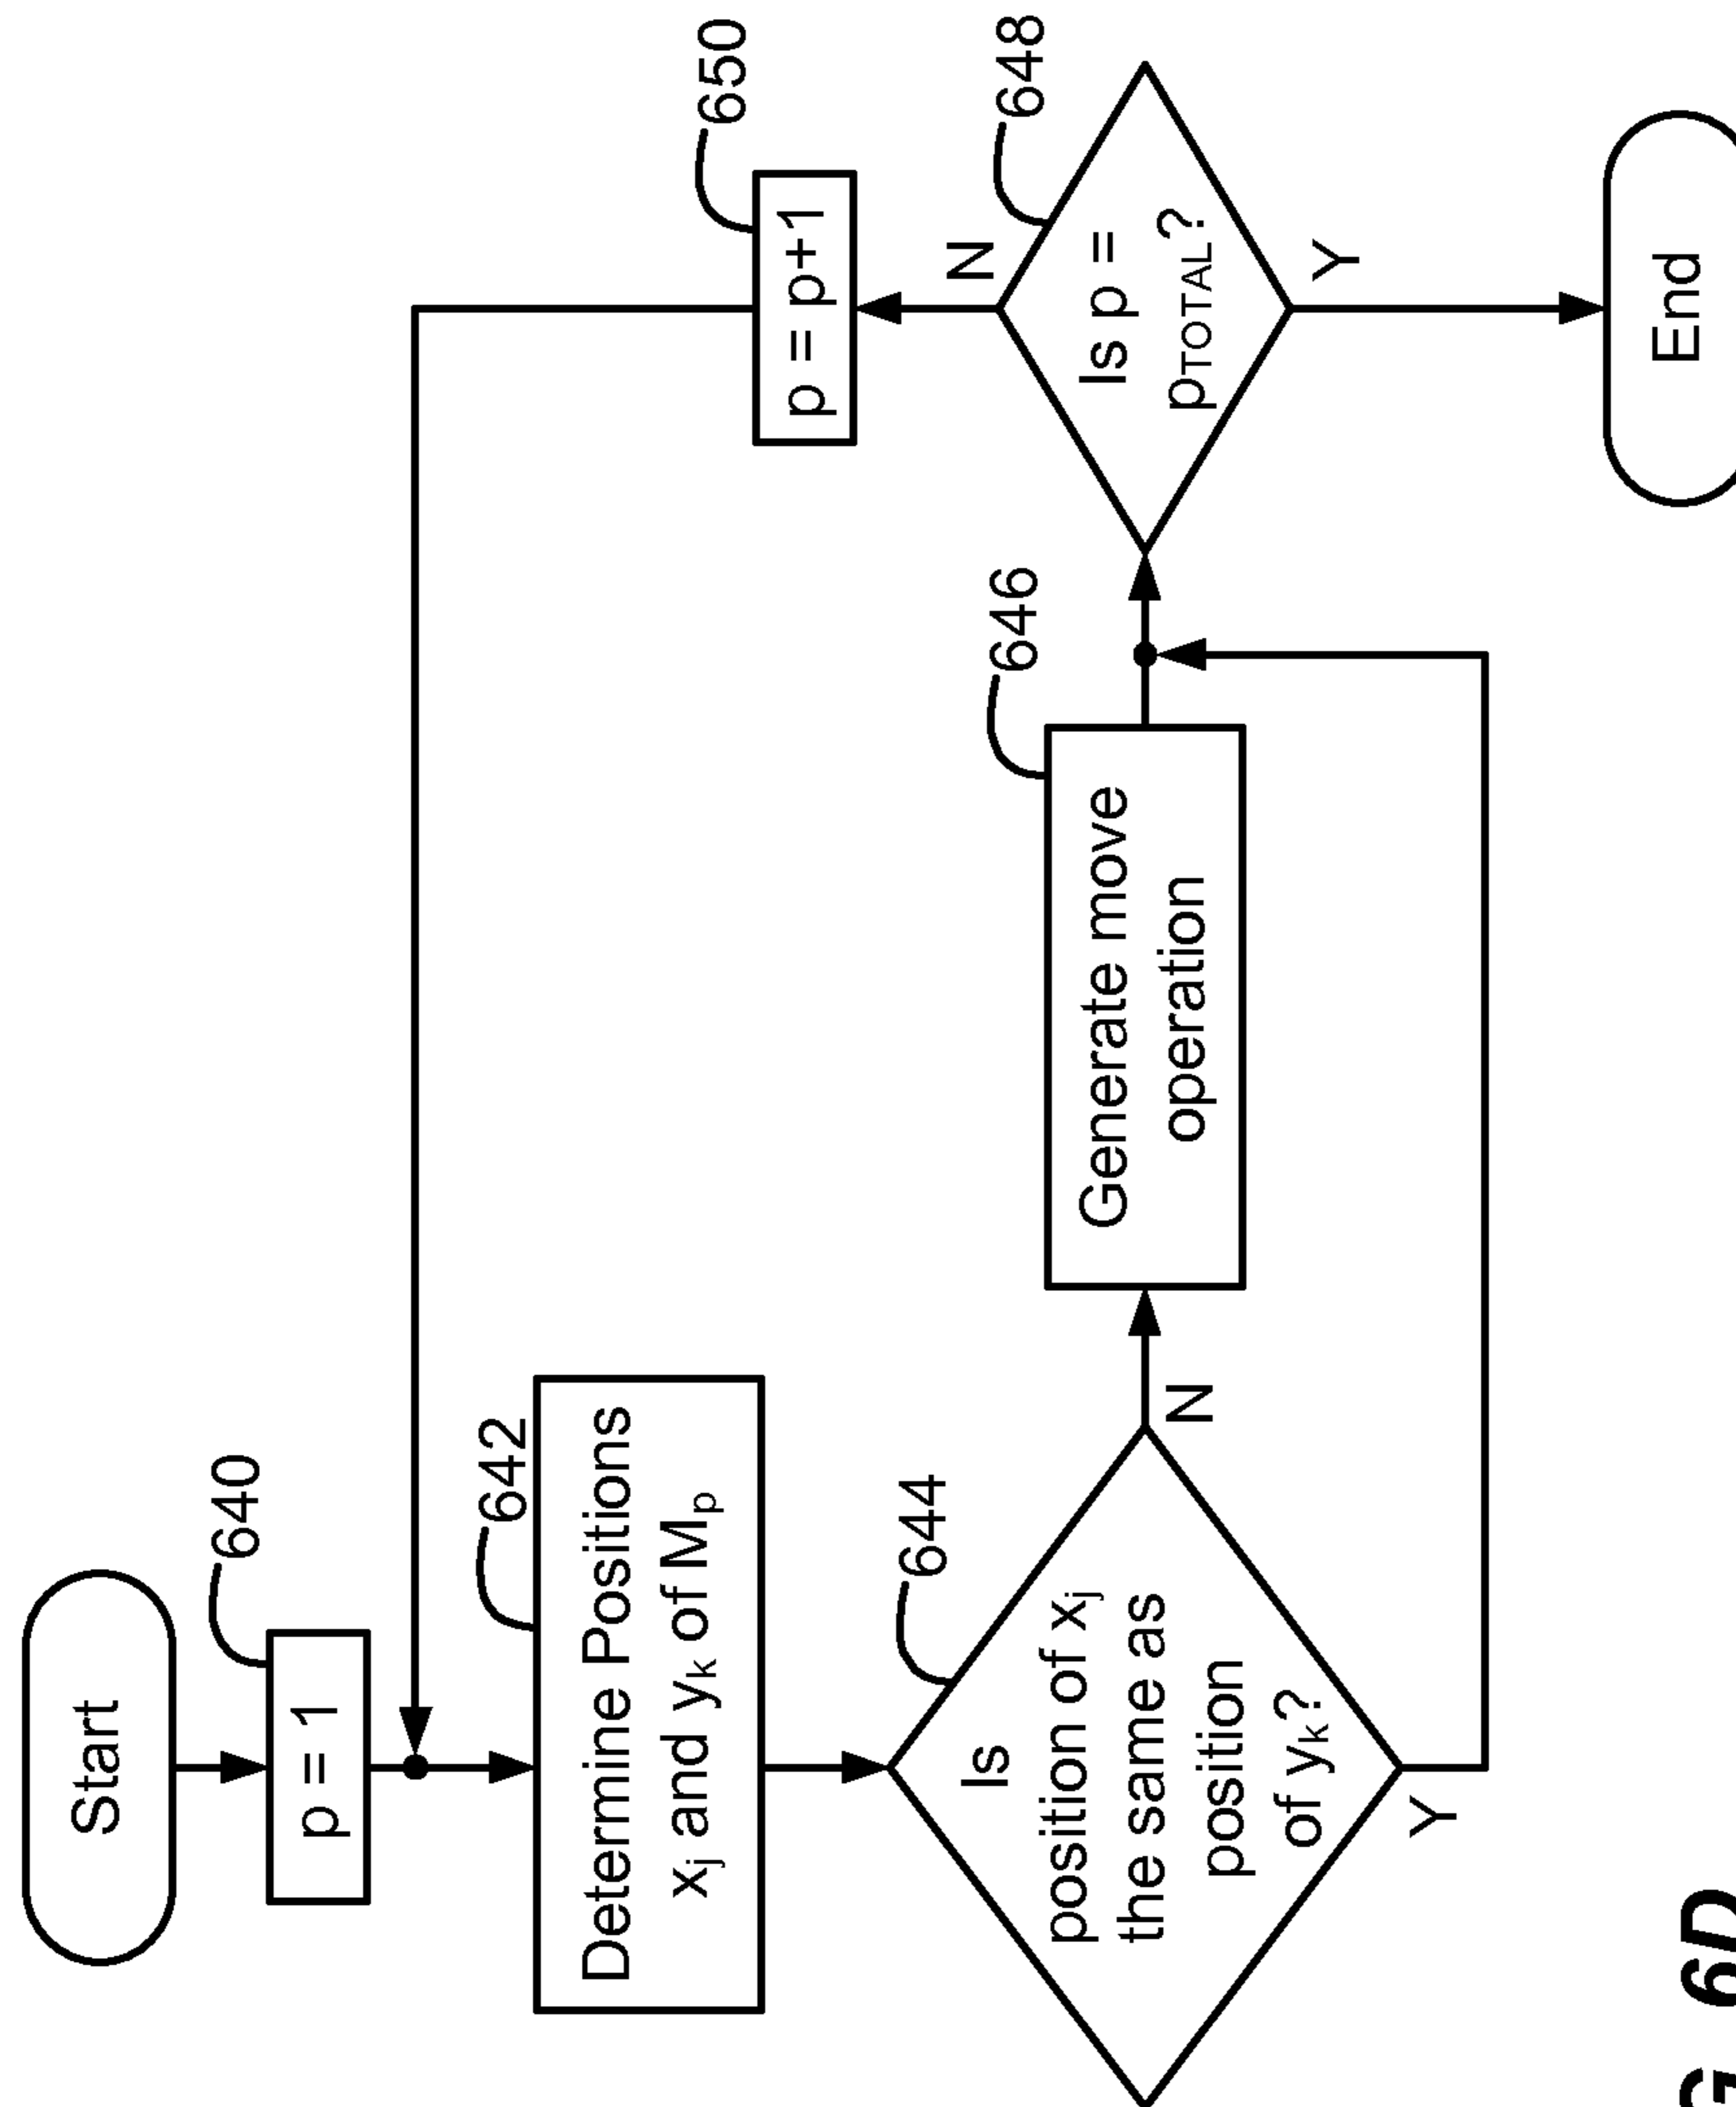 Start
640
p = 1
642
Determine Positions
xj and yk of Mp
644
Is
position of xj
the same as
position
of yk?
N
Y
646
Generate move
operation
648
Is p =
pTOTAL?
N
Y
650
p = p+1
End
6D